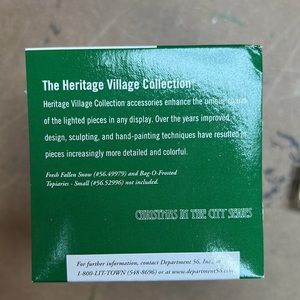 The Heritage Village Collection
Heritage Village Collection accessories enhance the unique
of the lighted pieces in any display. Over the years improved
design, sculpting, and hand-painting techniques have resulted in
pieces increasingly more detailed and colorful.
Fresh Fallen Snow (#56.49979) and Bag-O-Frosted
Topiaries - Small (#56.52996) not included.
CHRISTMAS IN THE CITY SERIES
For further information, contact Department 56, Inc. at
1-800-LIT-TOWN (548-8696) or at www.department56.com